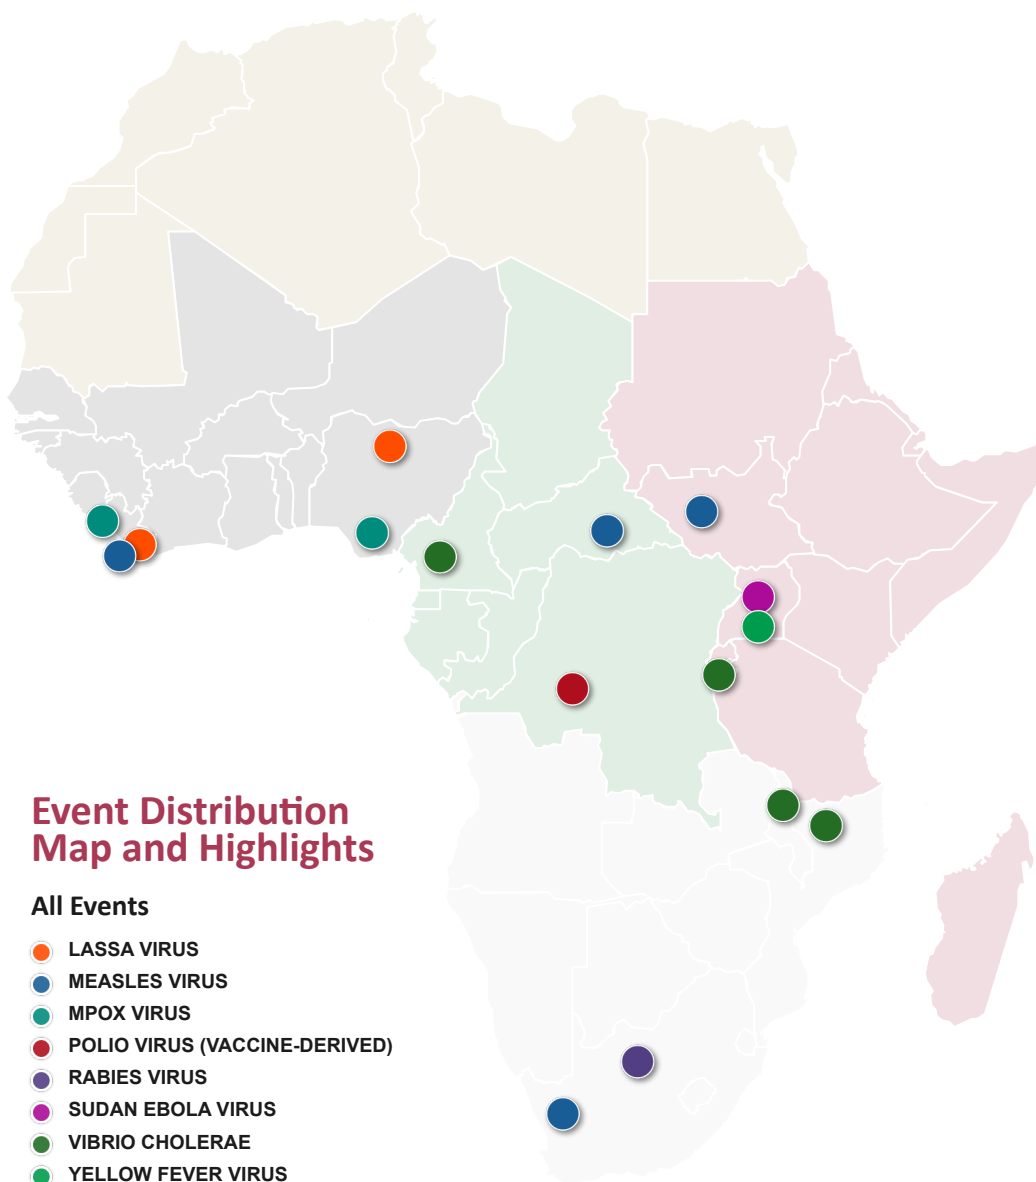 Event Distribution
Map and Highlights
All Events
LASSA VIRUS
MEASLES VIRUS
MPOX VIRUS
POLIO VIRUS (VACCINE-DERIVED)
RABIES VIRUS
SUDAN EBOLA VIRUS
VIBRIO CHOLERAE
YELLOW FEVER VIRUS